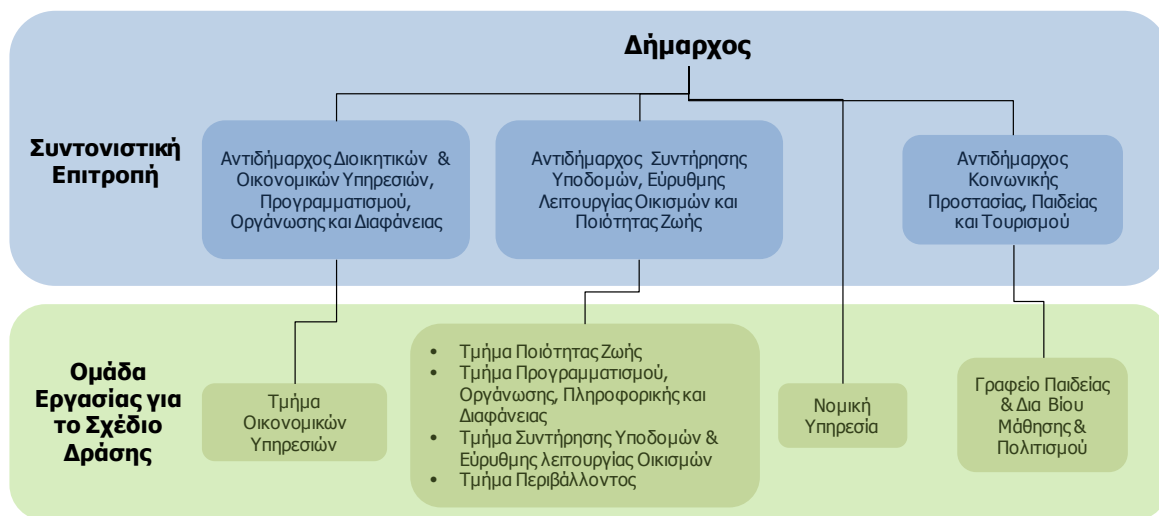 Δήμαρχος
Συντονιστική
Επιτροπή
Αντιδήμαρχος Διοικητικών &
Οικονομικών Υπηρεσιών,
Προγραμματισμού,
Οργάνωσης και Διαφάνειας
Αντιδήμαρχος Συντήρησης
Υποδομών, Εύρυθμης
Λειτουργίας Οικισμών και
Ποιότητας Ζωής
Αντιδήμαρχος
Κοινωνικής
Προστασίας, Παιδείας
και Τουρισμού
Ομάδα
Εργασίας για
το Σχέδιο
Δράσης
Τμήμα
Οικονομικών
Υπηρεσιών
• Τμήμα Ποιότητας Ζωής
• Τμήμα Προγραμματισμού,
Οργάνωσης, Πληροφορικής και
Διαφάνειας
• Τμήμα Συντήρησης Υποδομών &
Εύρυθμης λειτουργίας Οικισμών
• Τμήμα Περιβάλλοντος
Νομική
Υπηρεσία
Γραφείο Παιδείας
& Δια Βίου
Μάθησης &
Πολιτισμού